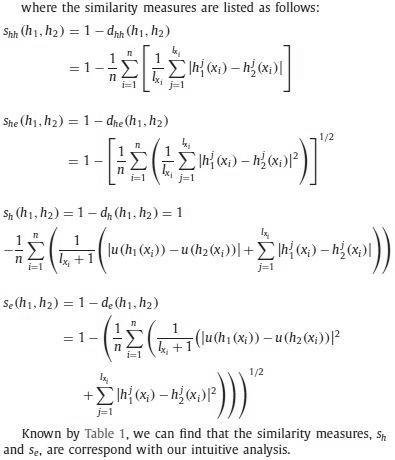 where the similarity measures are listed as follows:
s_{hh}(h_1, h_2) = 1 − d_{hh}(h_1, h_2)
= 1 − \frac{1}{n} \sum_{i=1}^{n} \left[ \frac{1}{l_{x_i}} \sum_{j=1}^{l_{x_i}} |h_1^j(x_i) − h_2^j(x_i)| \right]
s_{he}(h_1, h_2) = 1 − d_{he}(h_1, h_2)
= 1 − \left[ \frac{1}{n} \sum_{i=1}^{n} \left( \frac{1}{l_{x_i}} \sum_{j=1}^{l_{x_i}} |h_1^j(x_i) − h_2^j(x_i)|^2 \right) \right]^{1/2}
s_h(h_1, h_2) = 1 − d_h(h_1, h_2) = 1
− \frac{1}{n} \sum_{i=1}^{n} \left( \frac{1}{l_{x_i} + 1} \left( |u(h_1(x_i)) − u(h_2(x_i))| + \sum_{j=1}^{l_{x_i}} |h_1^j(x_i) − h_2^j(x_i)| \right) \right)
s_e(h_1, h_2) = 1 − d_e(h_1, h_2)
= 1 − \left( \frac{1}{n} \sum_{i=1}^{n} \left( \frac{1}{l_{x_i} + 1} \left( |u(h_1(x_i)) − u(h_2(x_i))|^2 \right. \right. \right.
\left. \left. \left. + \sum_{j=1}^{l_{x_i}} |h_1^j(x_i) − h_2^j(x_i)|^2 \right) \right) \right)^{1/2}
Known by Table 1, we can find that the similarity measures, s_h
and s_e, are correspond with our intuitive analysis.